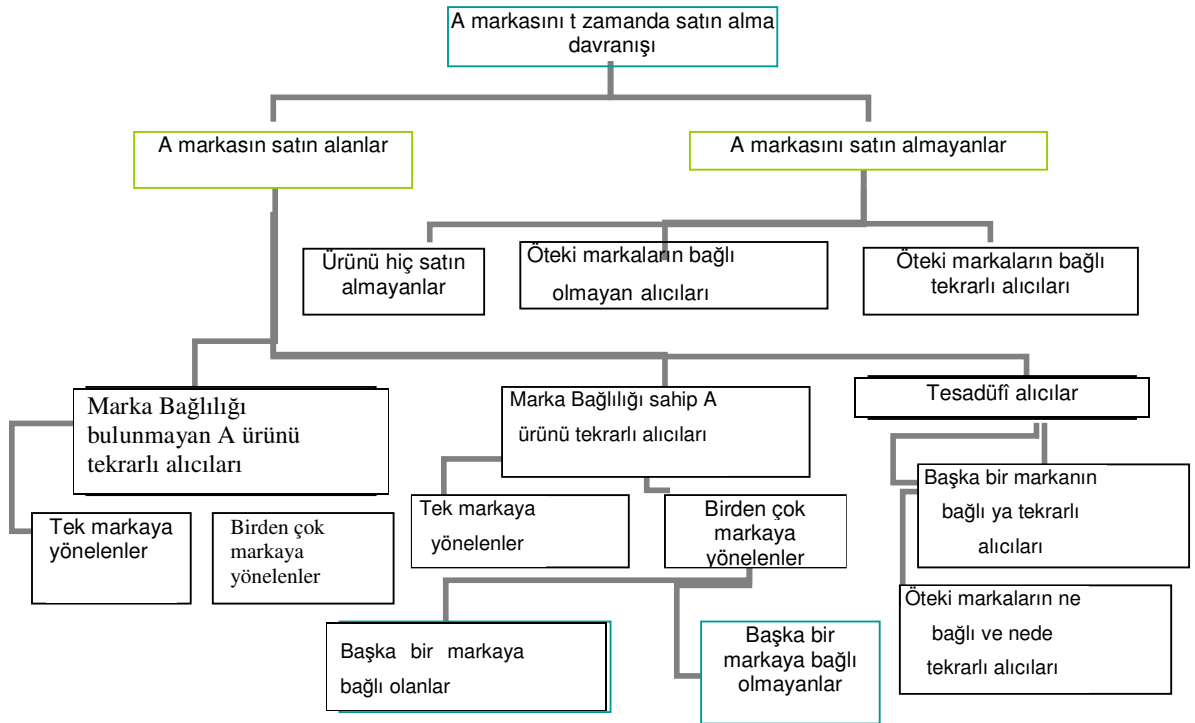 A markasını t zamanda satın alma
davranışı
A markasın satın alanlar
A markasını satın almayanlar
Ürünü hiç satın
almayanlar
Öteki markaların bağlı
olmayan alıcıları
Öteki markaların bağlı
tekrarlı alıcıları
Marka Bağlılığı
bulunmayan A ürünü
tekrarlı alıcıları
Marka Bağlılığı sahip A
ürünü tekrarlı alıcıları
Tesadüfî alıcılar
Tek markaya
yönelenler
Birden çok
markaya
yönelenler
Tek markaya
yönelenler
Birden çok
markaya
yönelenler
Başka bir markanın
bağlı ya tekrarlı
alıcıları
Öteki markaların ne
bağlı ve nede
tekrarlı alıcıları
Başka bir markaya
bağlı olanlar
Başka bir
markaya bağlı
olmayanlar